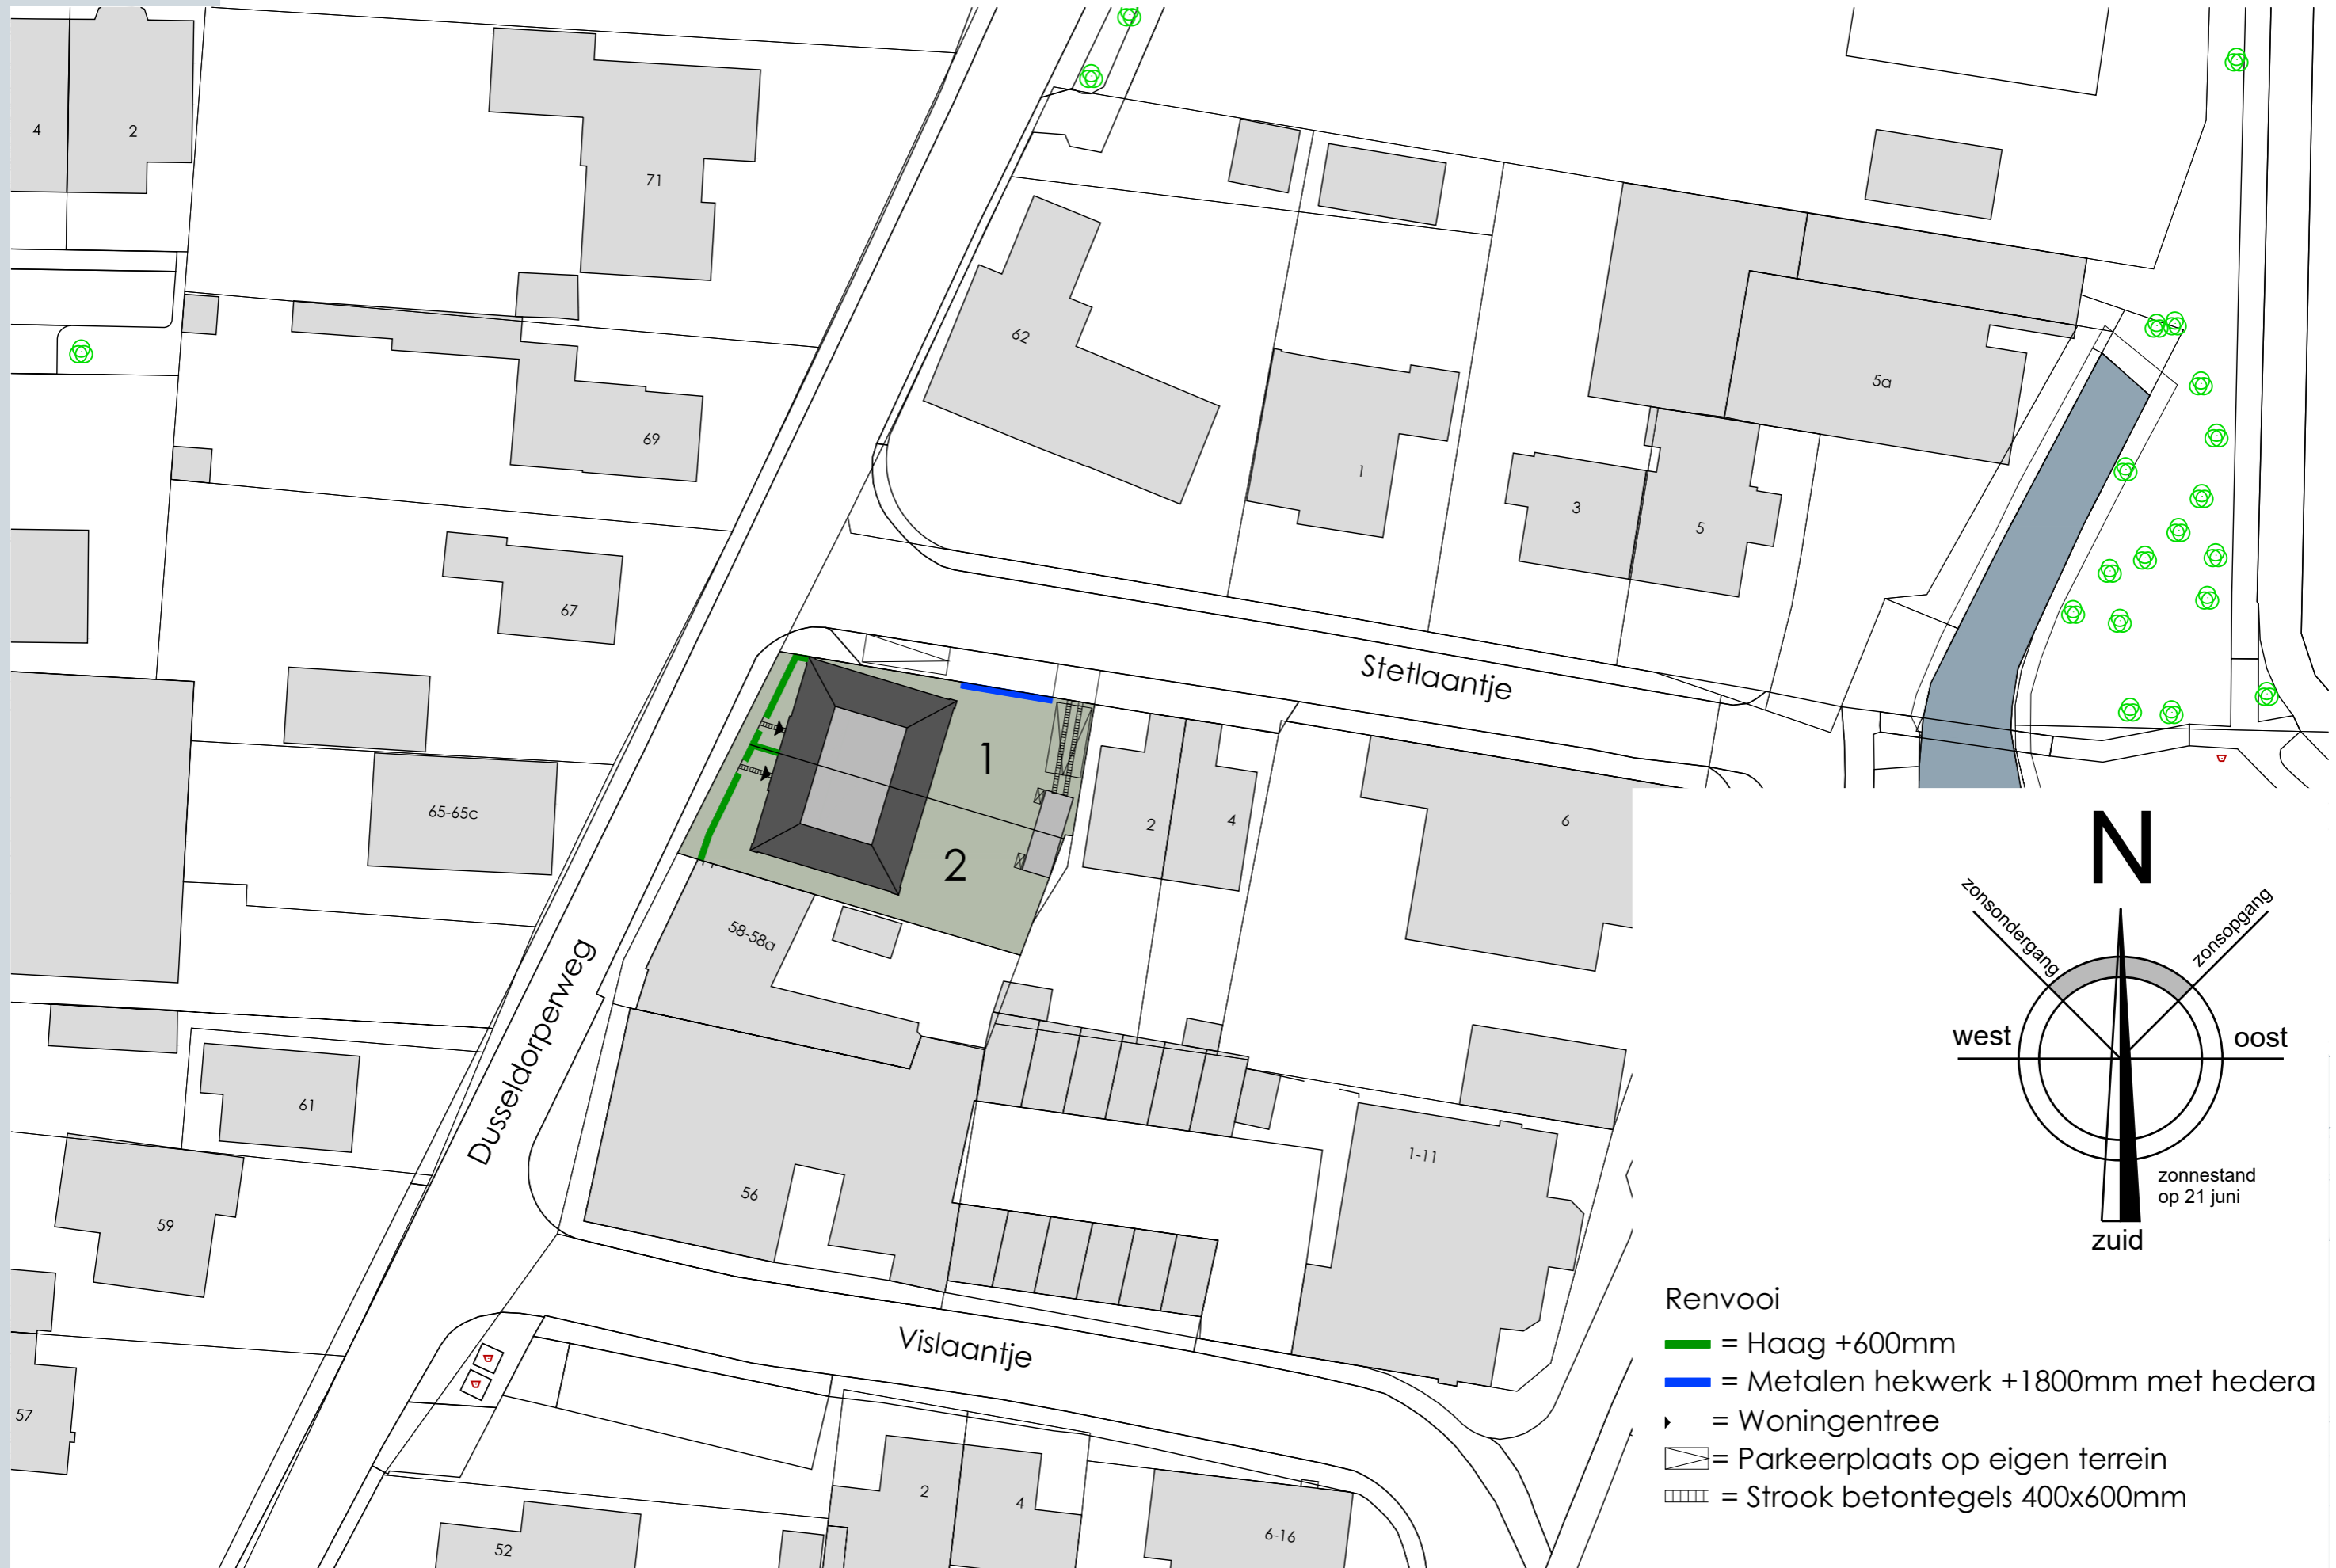 4
2
71
62
5a
69
1
3
5
67
Stetlaantje
1
2
2
4
6
65-65c
58-58a
Dusseldorperweg
61
59
56
1-11
57
Vislaantje
2
4
6-16
52
N
zonsondergang
zonsopgang
west
oost
zonnestand
op 21 juni
zuid
Renvooi
= Haag +600mm
= Metalen hekwerk +1800mm met hedera
= Woningentree
= Parkeerplaats op eigen terrein
= Strook betontegels 400x600mm